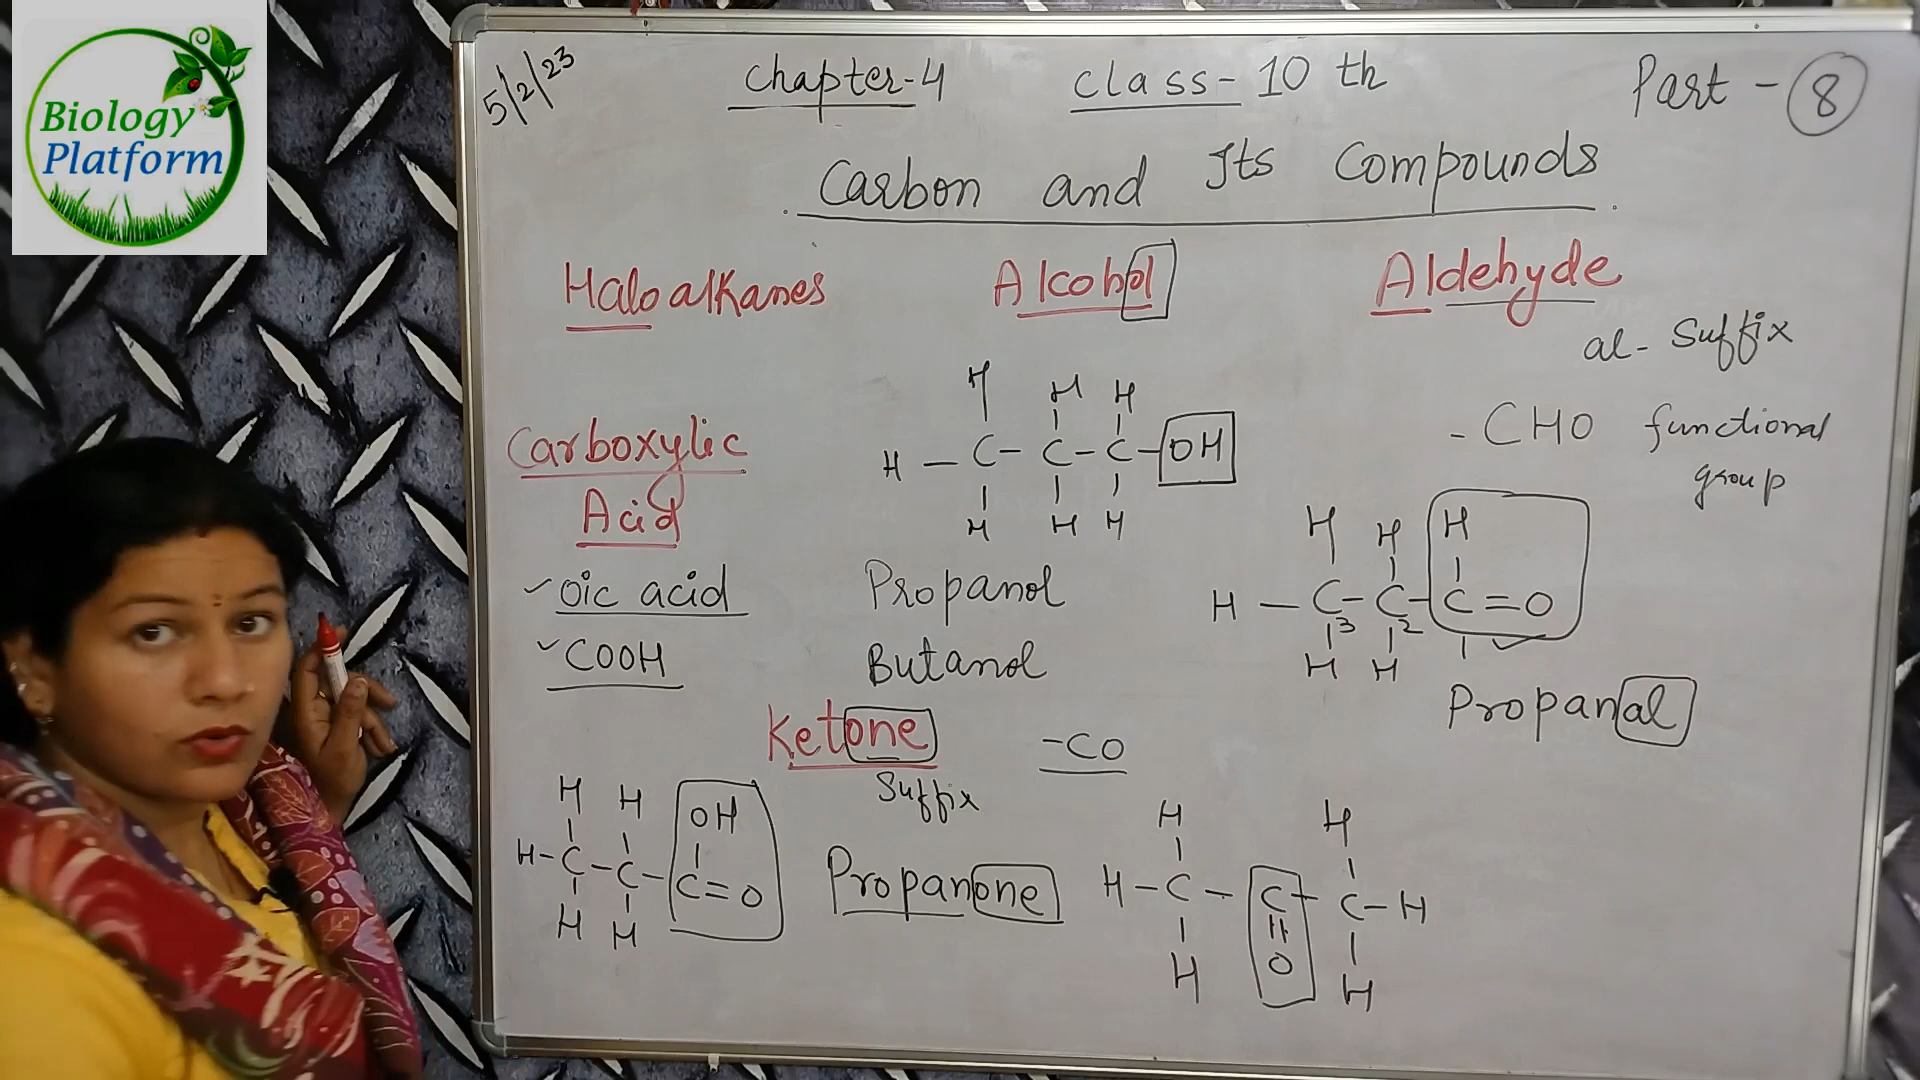 Biology
Platform
5/2/23
Chapter-4
Class-10 th
Part-8
Carbon and Its Compounds
Haloalkanes
Alcohol
Aldehyde
al- Suffix
-CHO functional
group
Carboxylic
Acid
✓oic acid
✓COOH
H H H
H-C-C-C-OH
H H H
Propanol
Butanol
H H H
H-C-C-C=O
3 2
H H
Propanal
Ketone
-CO
Suffix
H H OH
H-C-C-C=O
H H
Propanone
H H
H-C-C-C-H
O
H H